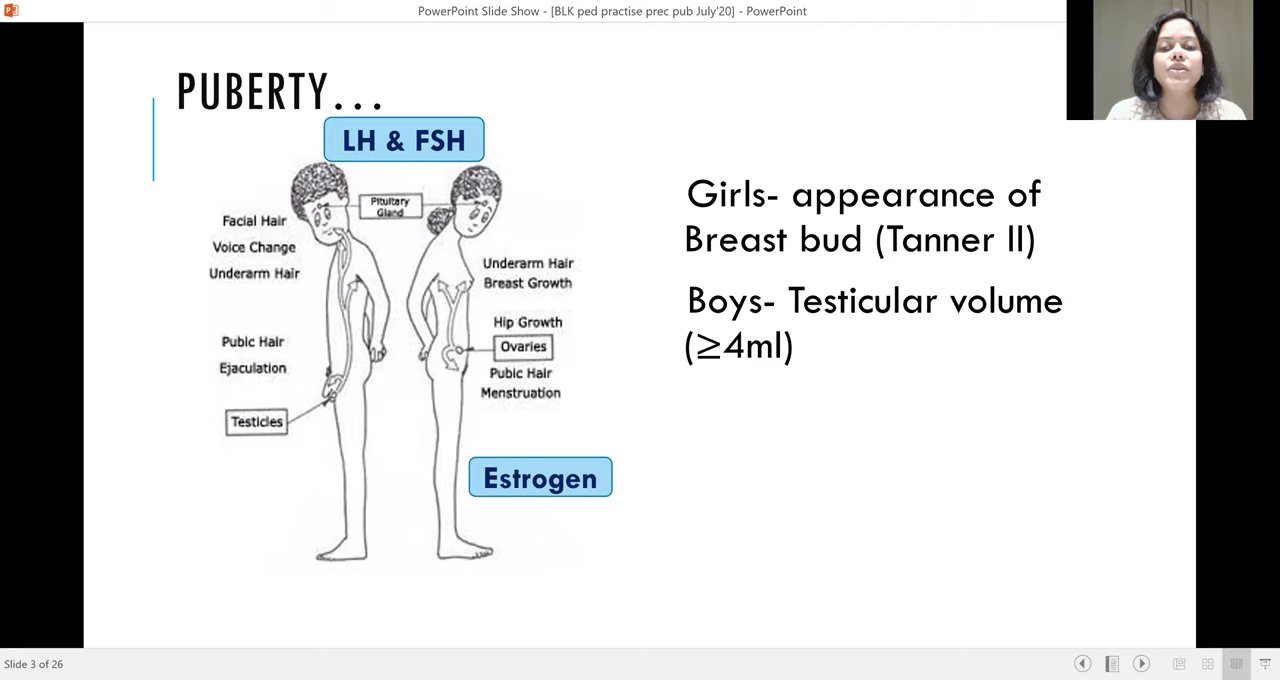 PowerPoint Slide Show - [BLK ped practise prec pub July'20] - PowerPoint
PUBERTY...
LH & FSH
Pituitary
Gland
Facial Hair
Voice Change
Underarm Hair
Pubic Hair
Ejaculation
Testicles
Underarm Hair
Breast Growth
Hip Growth
Ovaries
Pubic Hair
Menstruation
Estrogen
Girls- appearance of
Breast bud (Tanner II)
Boys- Testicular volume
(≥4ml)
Slide 3 of 26